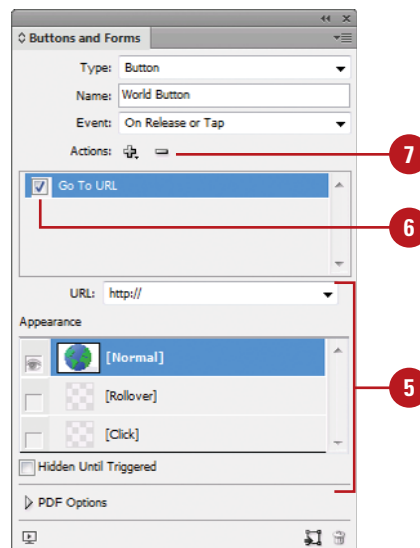 Buttons and Forms
Type: Button
Name: World Button
Event: On Release or Tap
Actions:
7
Go To URL
6
URL: http://
Appearance
[Normal]
5
[Rollover]
[Click]
Hidden Until Triggered
PDF Options